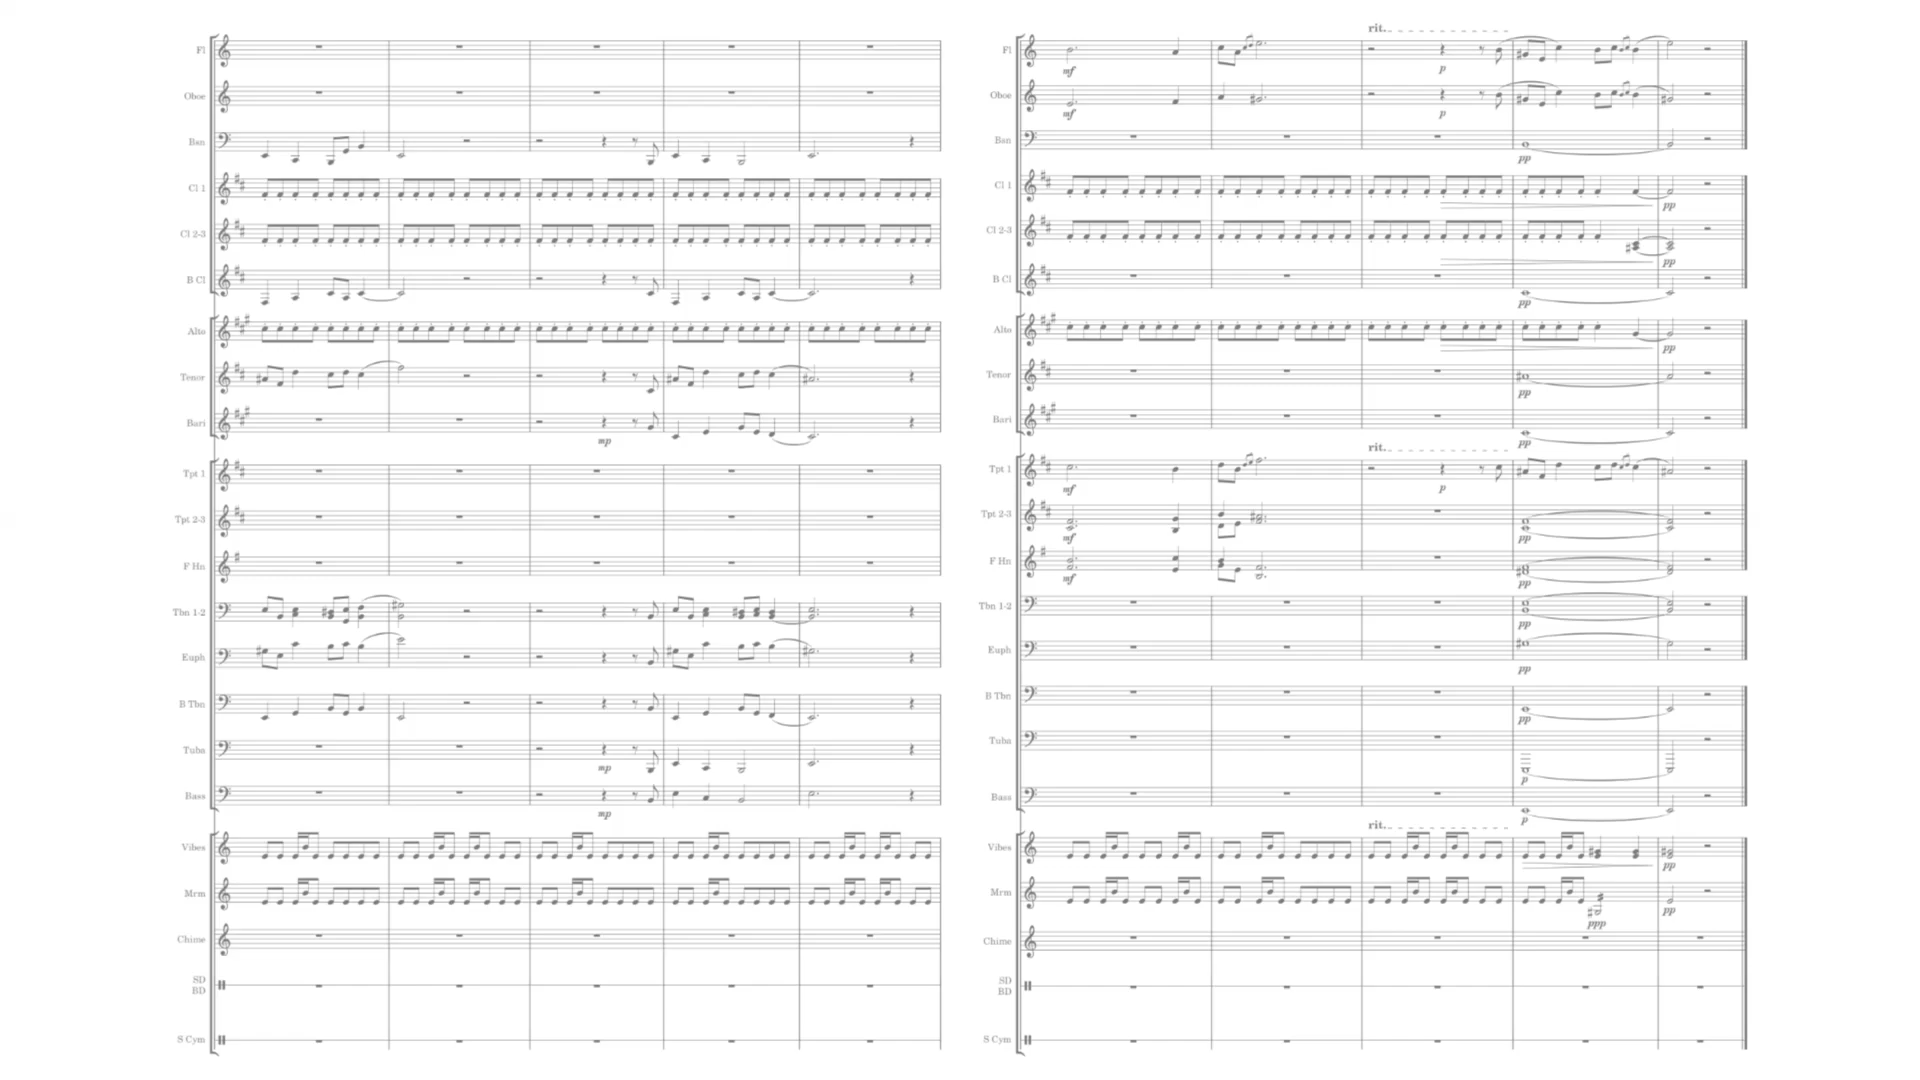 Fl
Oboe
Bsn
Cl 1
Cl 2-3
B Cl
Alto
Tenor
Bari
mp
Tpt 1
Tpt 2-3
F Hn
Tbn 1-2
Euph
B Tbn
Tuba
mp
Bass
mp
Vibes
Mrm
Chime
SD
BD
S Cym
rit.
Fl
mf
p
Oboe
mf
p
Bsn
pp
Cl 1
pp
Cl 2-3
pp
B Cl
pp
Alto
pp
Tenor
pp
Bari
pp
rit.
Tpt 1
mf
p
Tpt 2-3
mf
pp
F Hn
mf
pp
Tbn 1-2
pp
Euph
pp
B Tbn
pp
Tuba
p
Bass
p
rit.
Vibes
pp
Mrm
ppp
pp
Chime
SD
BD
S Cym